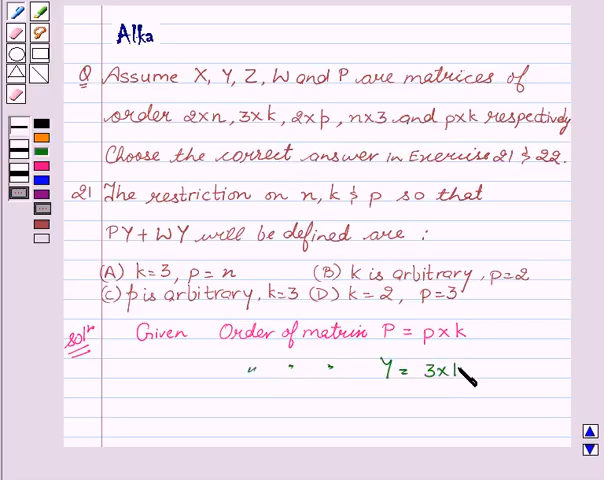 Alka
Q Assume X, Y, Z, W and P are matrices of
order 2×n, 3×k, 2×p, n×3 and p×k respectively
Choose the correct answer in Exercise 21 & 22.
21 The restriction on n, k & p so that
PY + WY will be defined are :
(A) k=3, p=n (B) k is arbitrary, p=2
(C) p is arbitrary, k=3 (D) k=2, p=3
Solⁿ Given Order of matrix P = p×k
" " " Y = 3×